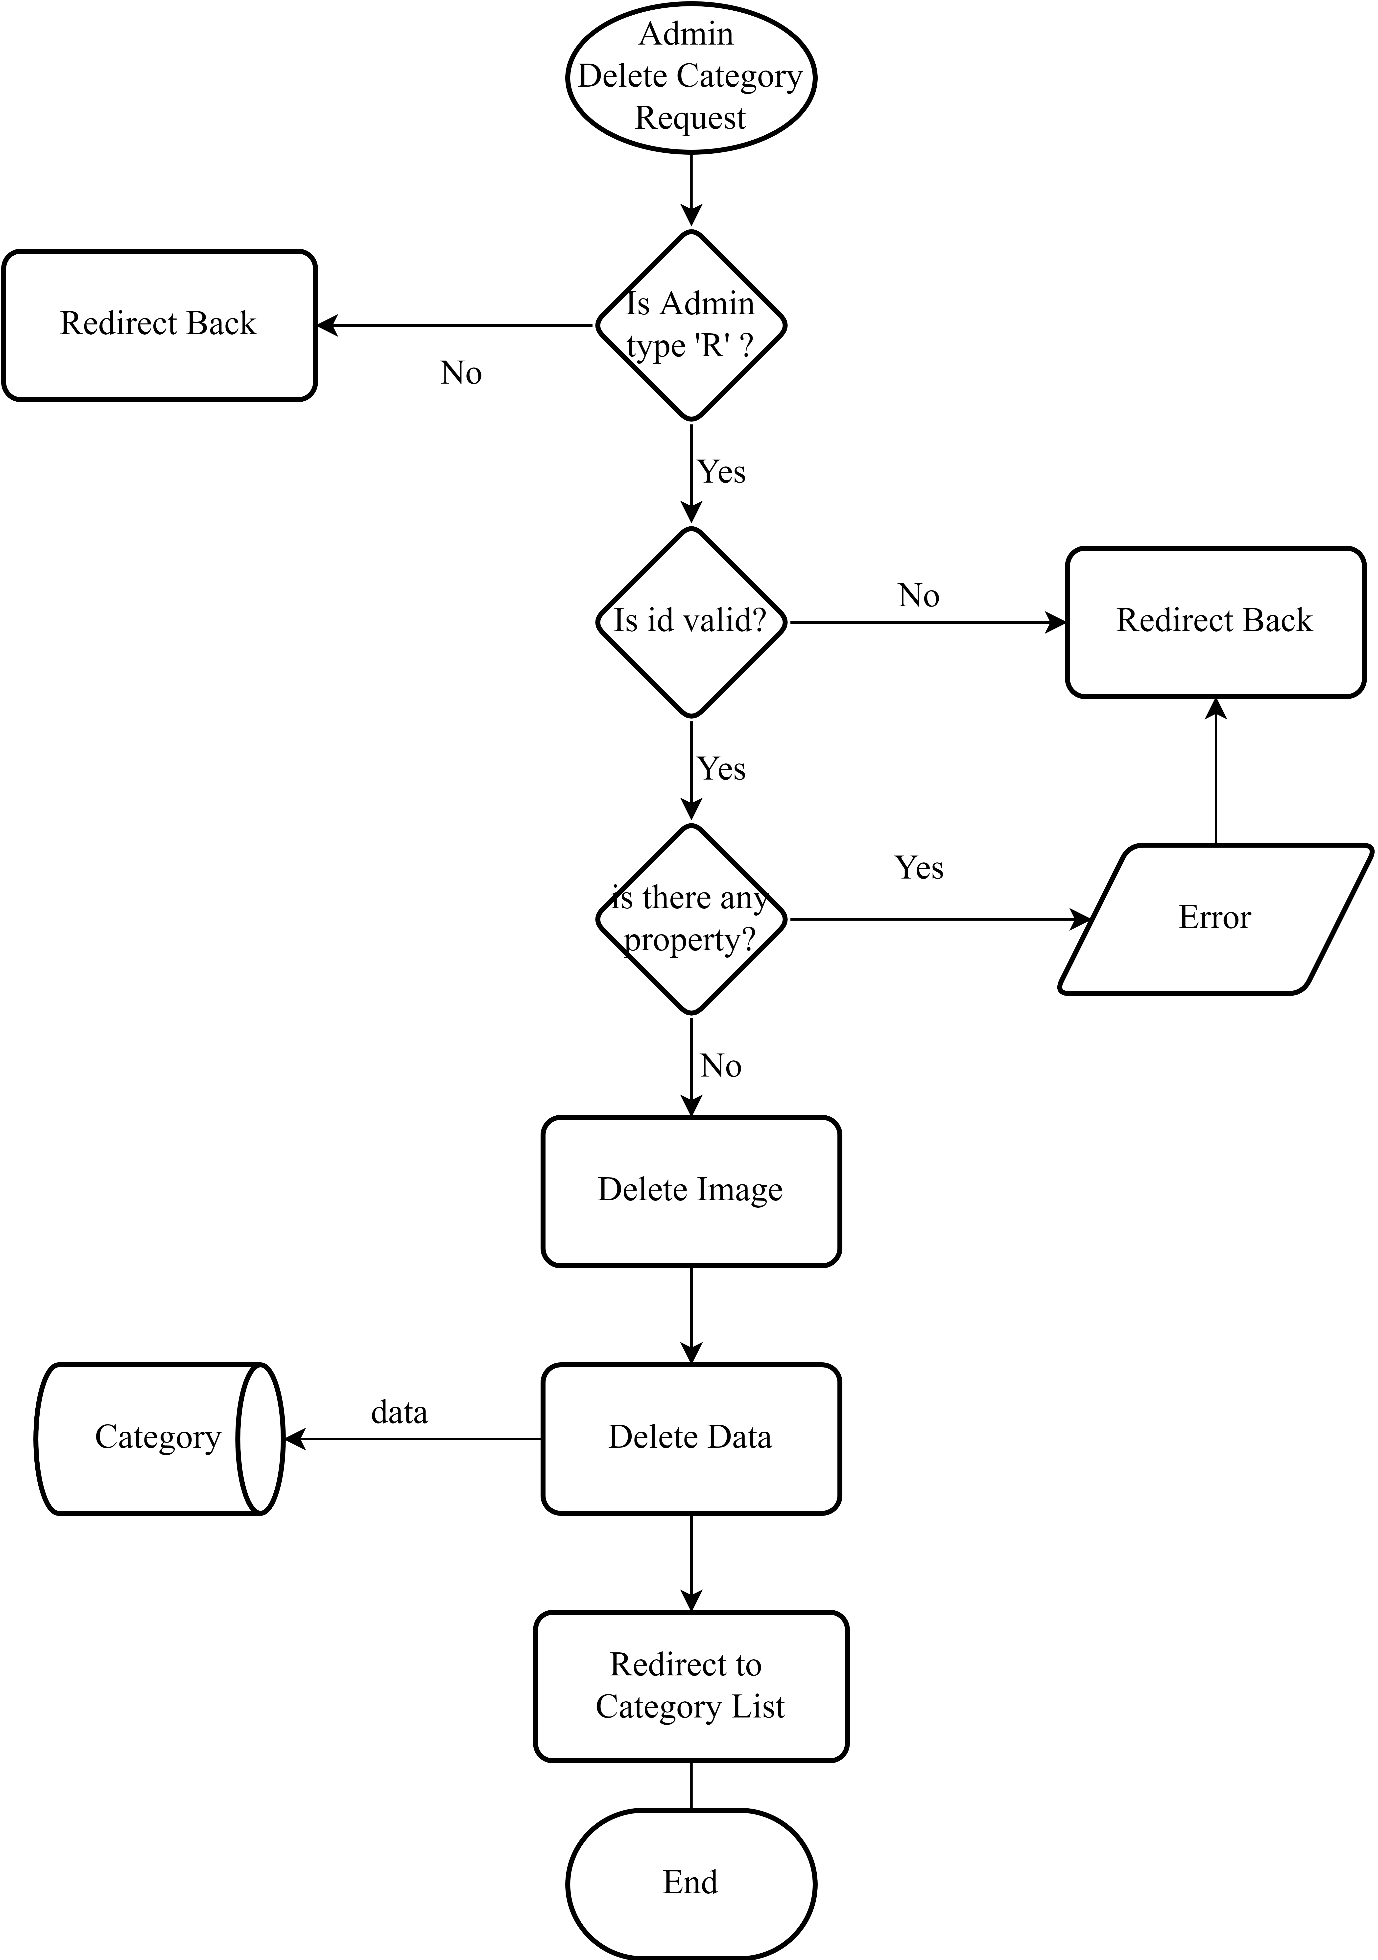 Admin
Delete Category
Request
Is Admin
type 'R' ?
Redirect Back
No
Yes
Is id valid?
No
Redirect Back
Yes
is there any
property?
Yes
Error
No
Delete Image
Delete Data
data
Category
Redirect to
Category List
End